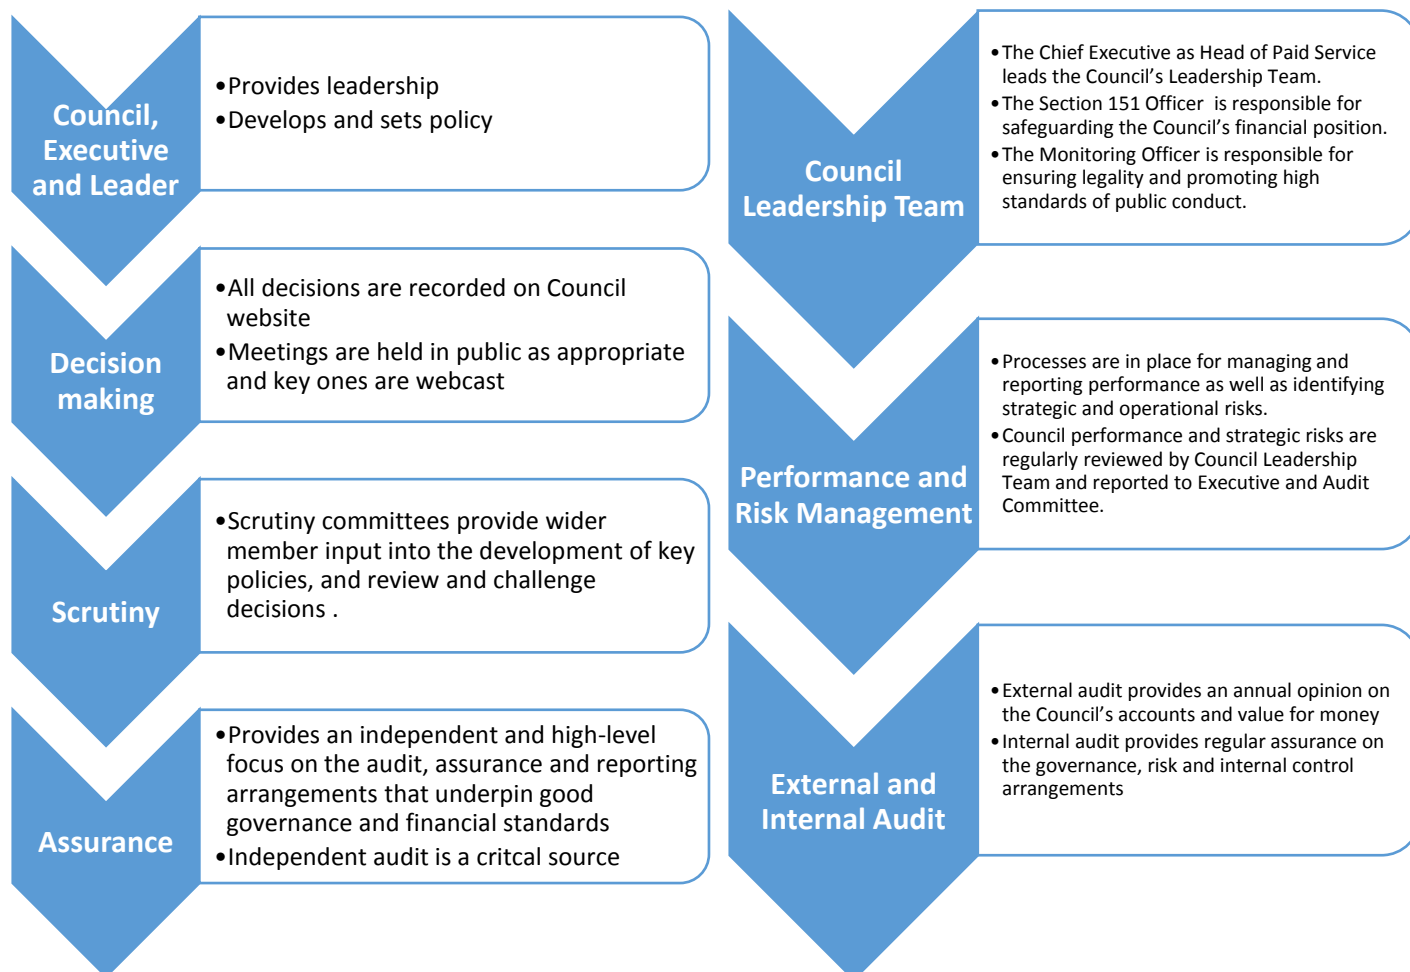 Council,
Executive
and Leader
•Provides leadership
•Develops and sets policy
Decision
making
•All decisions are recorded on Council
website
•Meetings are held in public as appropriate
and key ones are webcast
Scrutiny
•Scrutiny committees provide wider
member input into the development of key
policies, and review and challenge
decisions .
Assurance
•Provides an independent and high-level
focus on the audit, assurance and reporting
arrangements that underpin good
governance and financial standards
•Independent audit is a critcal source
Council
Leadership Team
•The Chief Executive as Head of Paid Service
leads the Council’s Leadership Team.
•The Section 151 Officer is responsible for
safeguarding the Council’s financial position.
•The Monitoring Officer is responsible for
ensuring legality and promoting high
standards of public conduct.
Performance and
Risk Management
•Processes are in place for managing and
reporting performance as well as identifying
strategic and operational risks.
•Council performance and strategic risks are
regularly reviewed by Council Leadership
Team and reported to Executive and Audit
Committee.
External and
Internal Audit
•External audit provides an annual opinion on
the Council’s accounts and value for money
•Internal audit provides regular assurance on
the governance, risk and internal control
arrangements